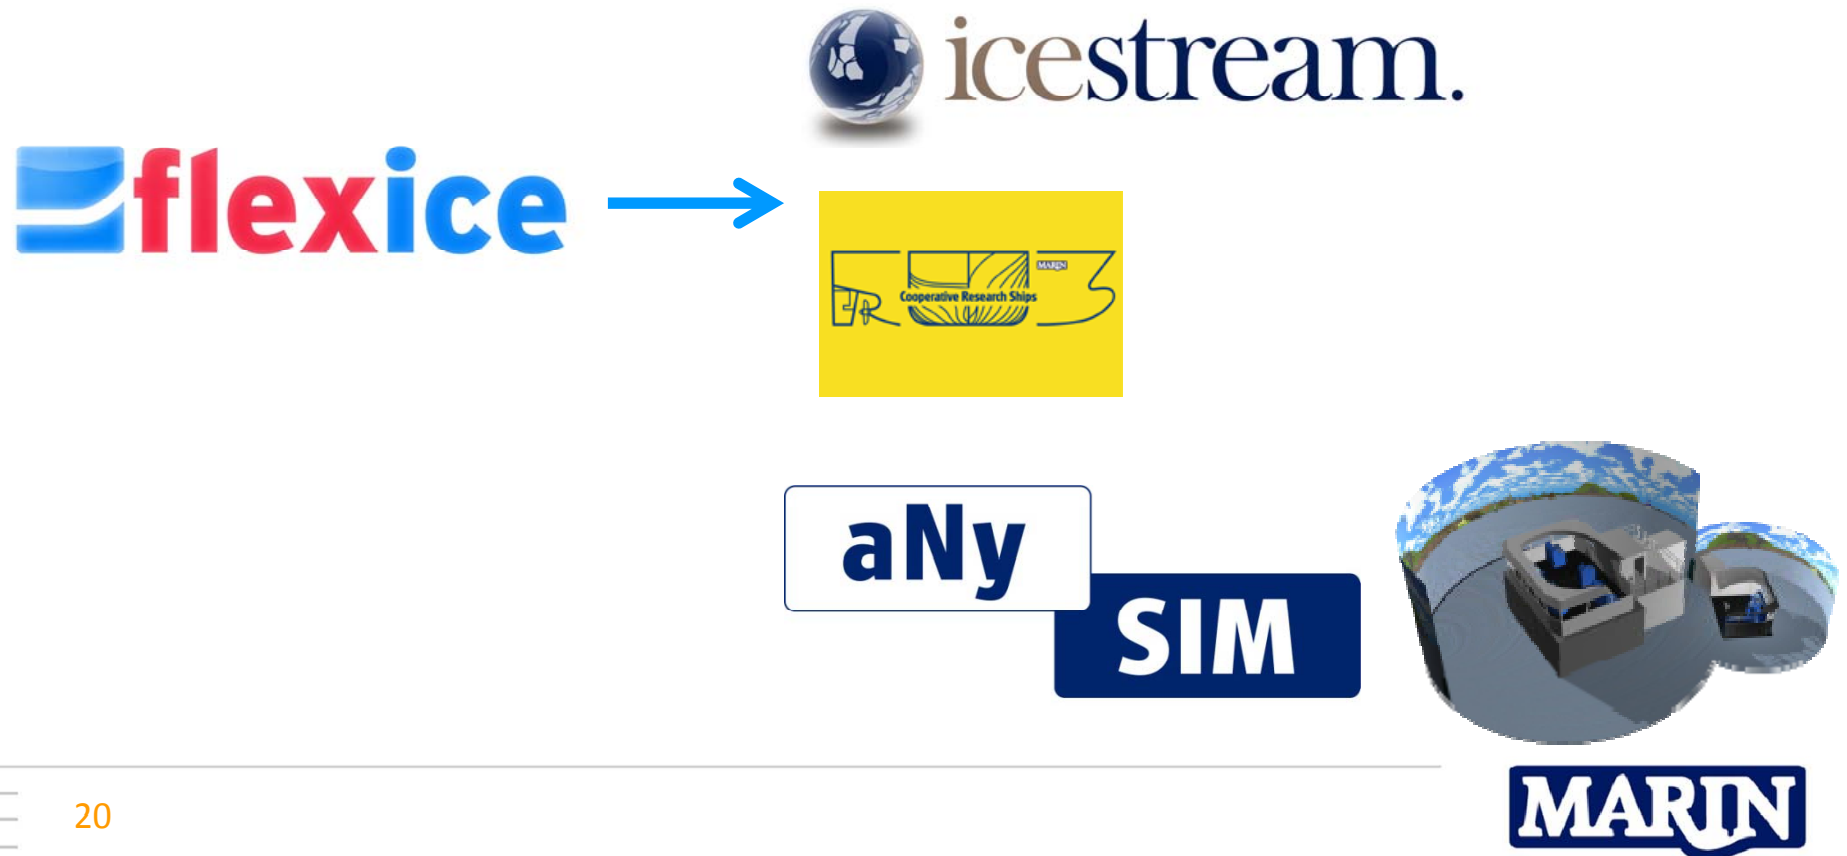 icestream.
flexice
MARIN
Cooperative Research Ships
aNy
SIM
20
MARIN